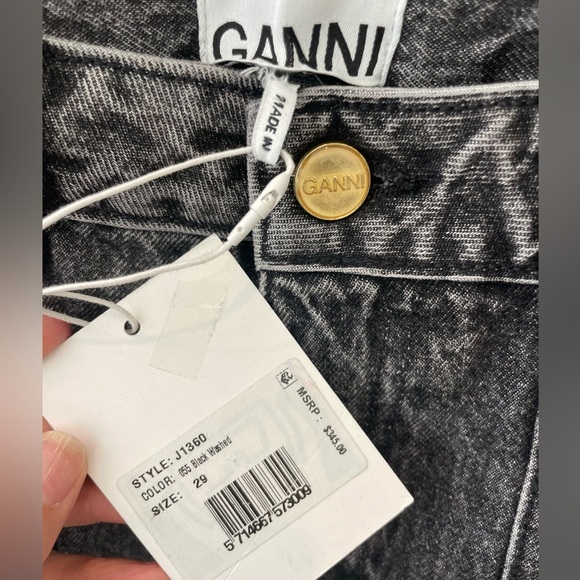 GANNI
MADE IN
GANNI
STYLE: J1360
COLOR: 055 Black Washed
SIZE: 29
MSRP: $345.00
5 714667 573009